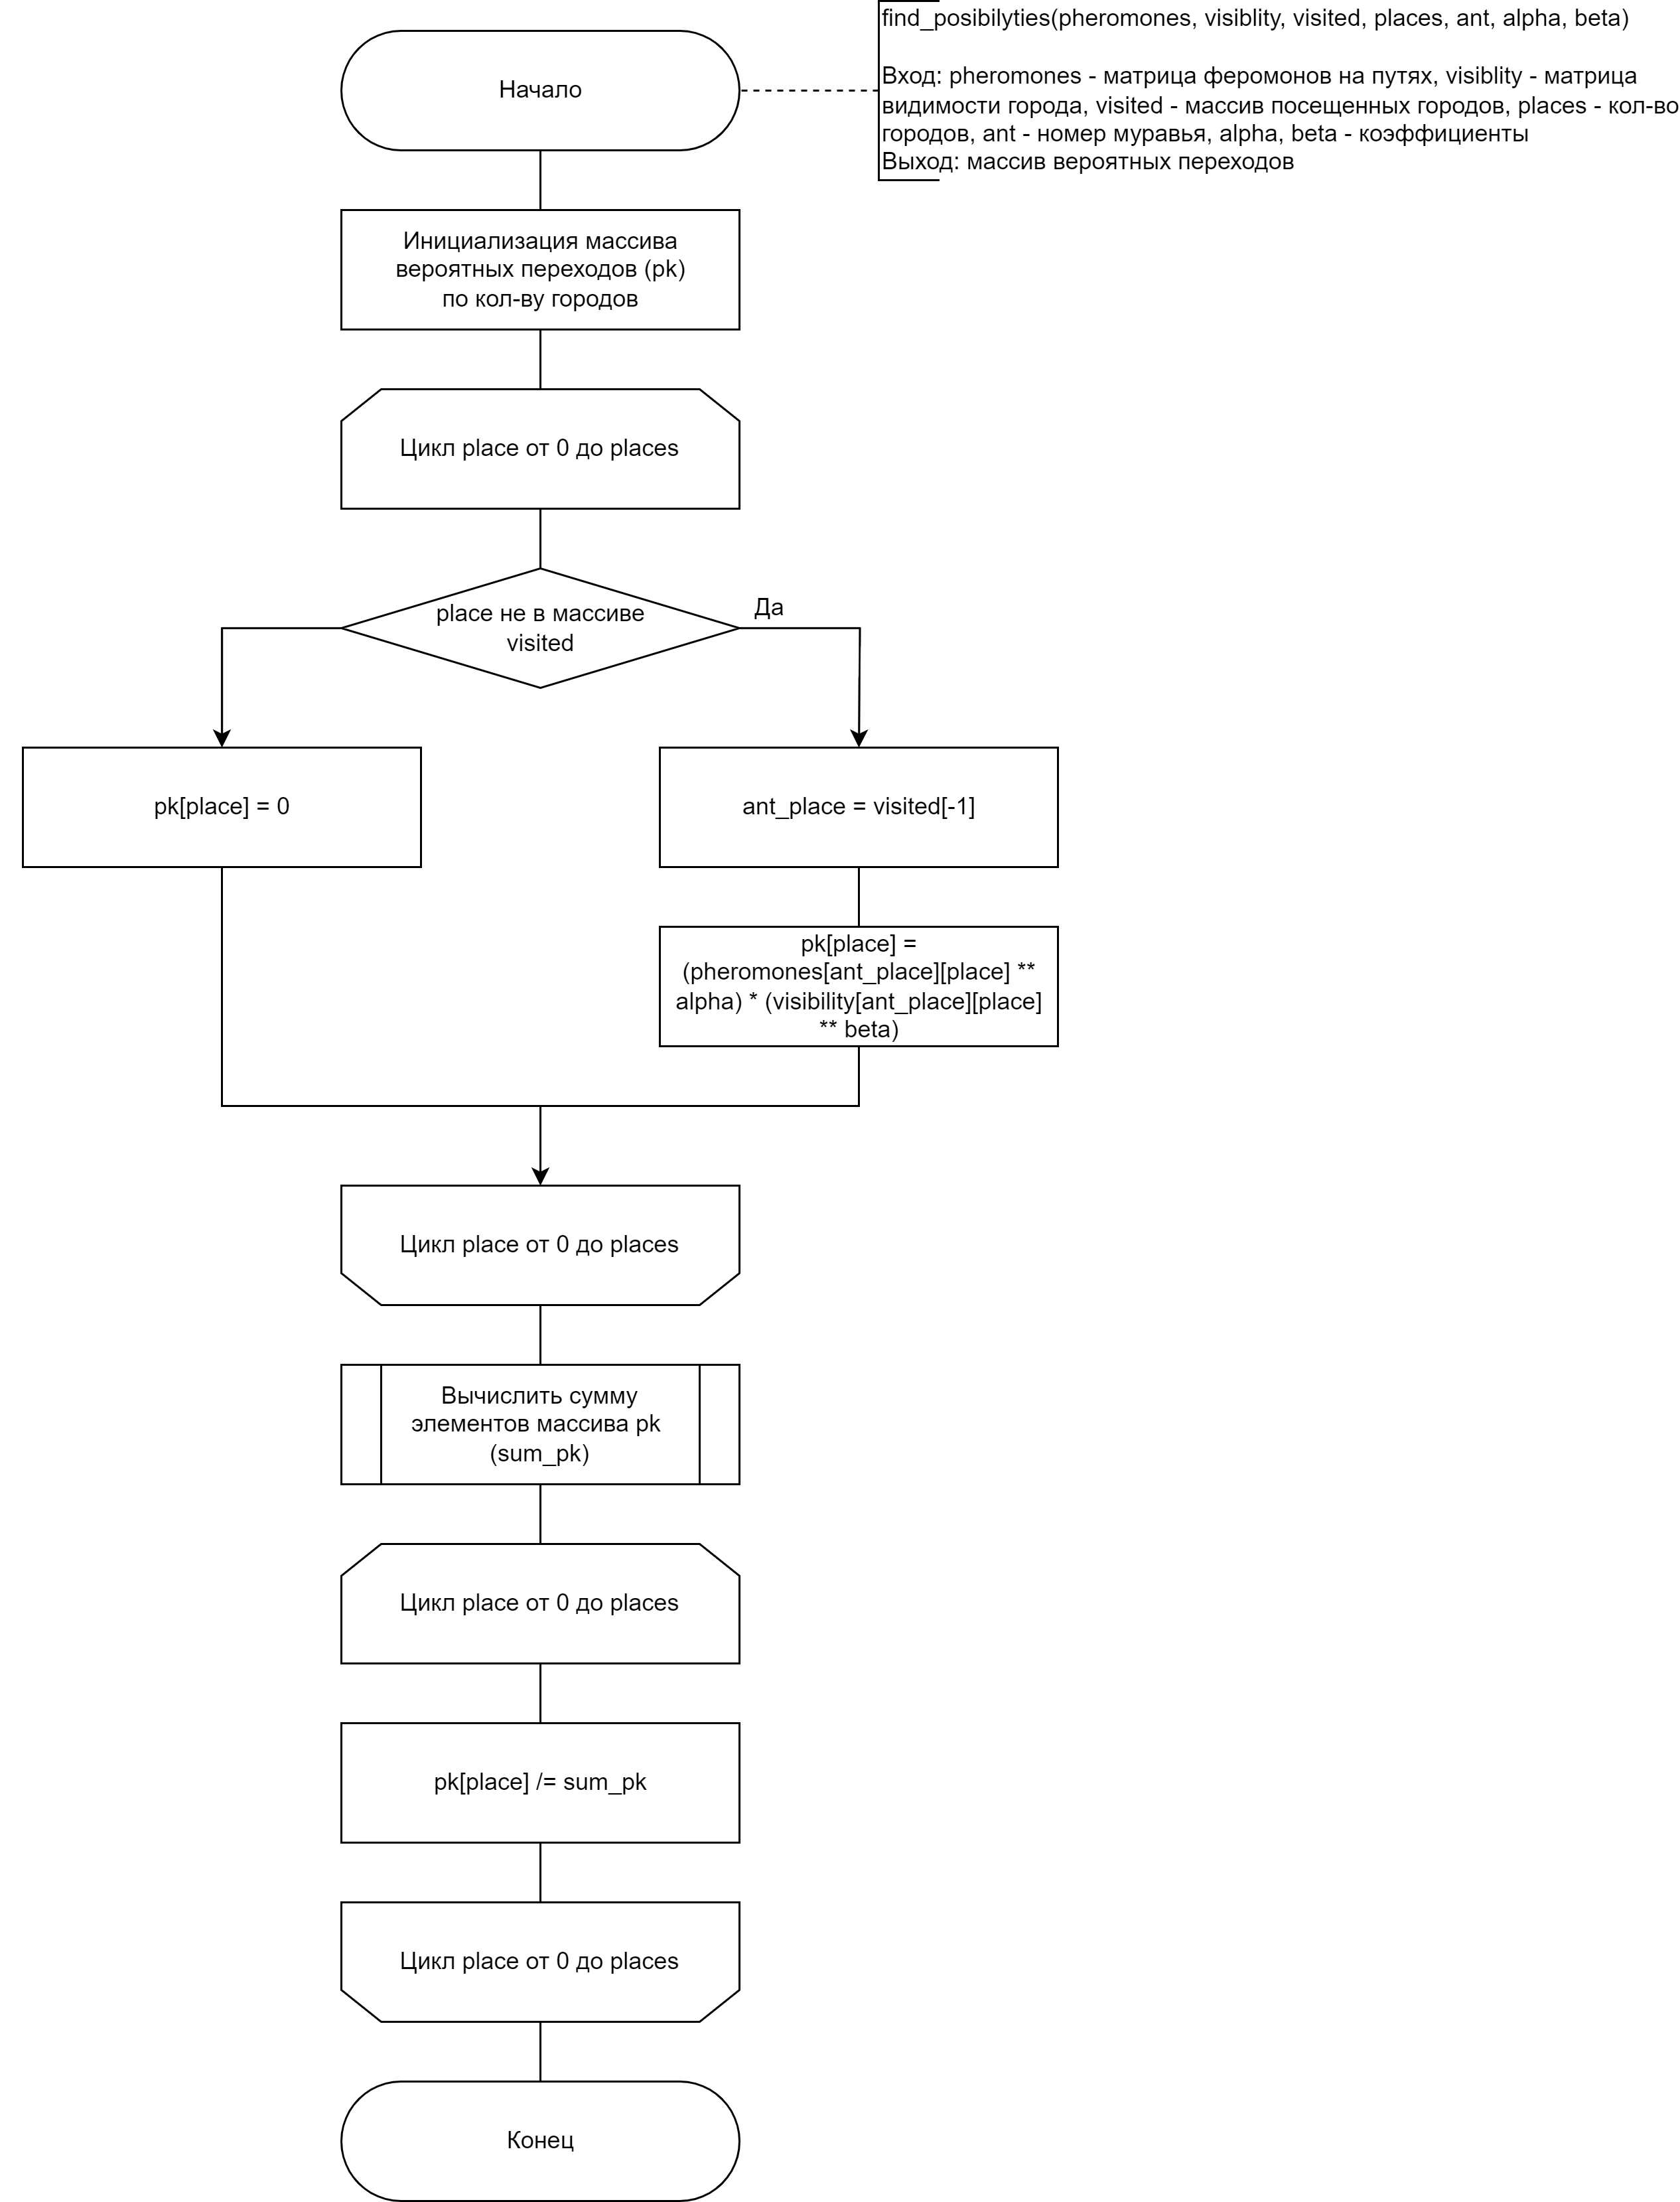 Начало
find_posibilyties(pheromones, visiblity, visited, places, ant, alpha, beta)
Вход: pheromones - матрица феромонов на путях, visiblity - матрица
видимости города, visited - массив посещенных городов, places - кол-во
городов, ant - номер муравья, alpha, beta - коэффициенты
Выход: массив вероятных переходов
Инициализация массива
вероятных переходов (pk)
по кол-ву городов
Цикл place от 0 до places
place не в массиве
visited
Да
pk[place] = 0
ant_place = visited[-1]
pk[place] =
(pheromones[ant_place][place] **
alpha) * (visibility[ant_place][place]
** beta)
Цикл place от 0 до places
Вычислить сумму
элементов массива pk
(sum_pk)
Цикл place от 0 до places
pk[place] /= sum_pk
Цикл place от 0 до places
Конец